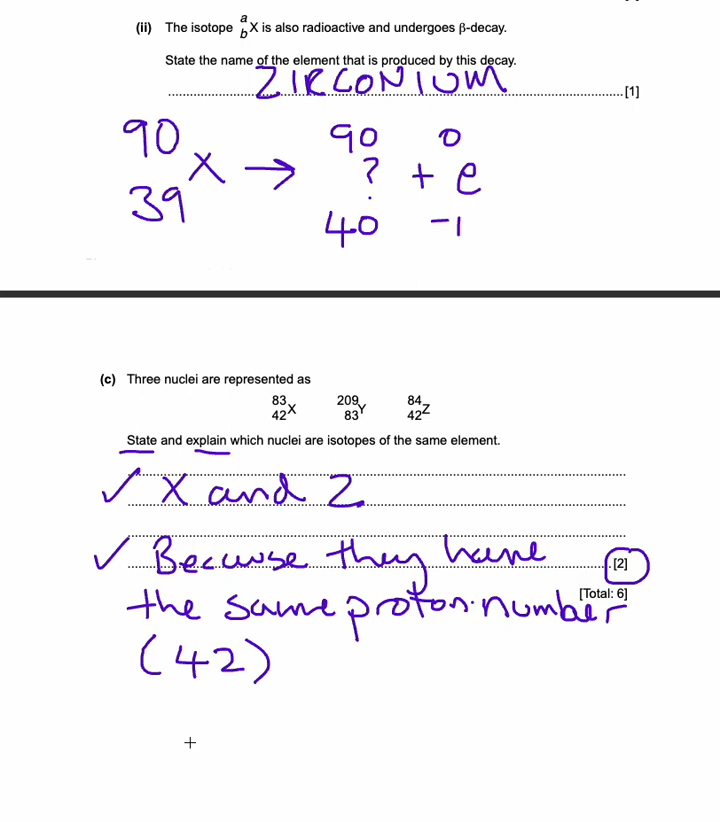 (ii) The isotope a b X is also radioactive and undergoes β-decay.
State the name of the element that is produced by this decay.
ZIRCONIUM [1]
90 90 0
X → ? + e
39 40 -1
(c) Three nuclei are represented as
83 42 X 209 83 Y 84 42 Z
State and explain which nuclei are isotopes of the same element.
✓ X and Z
✓ Because they have [2]
[Total: 6]
the same proton number
(42)